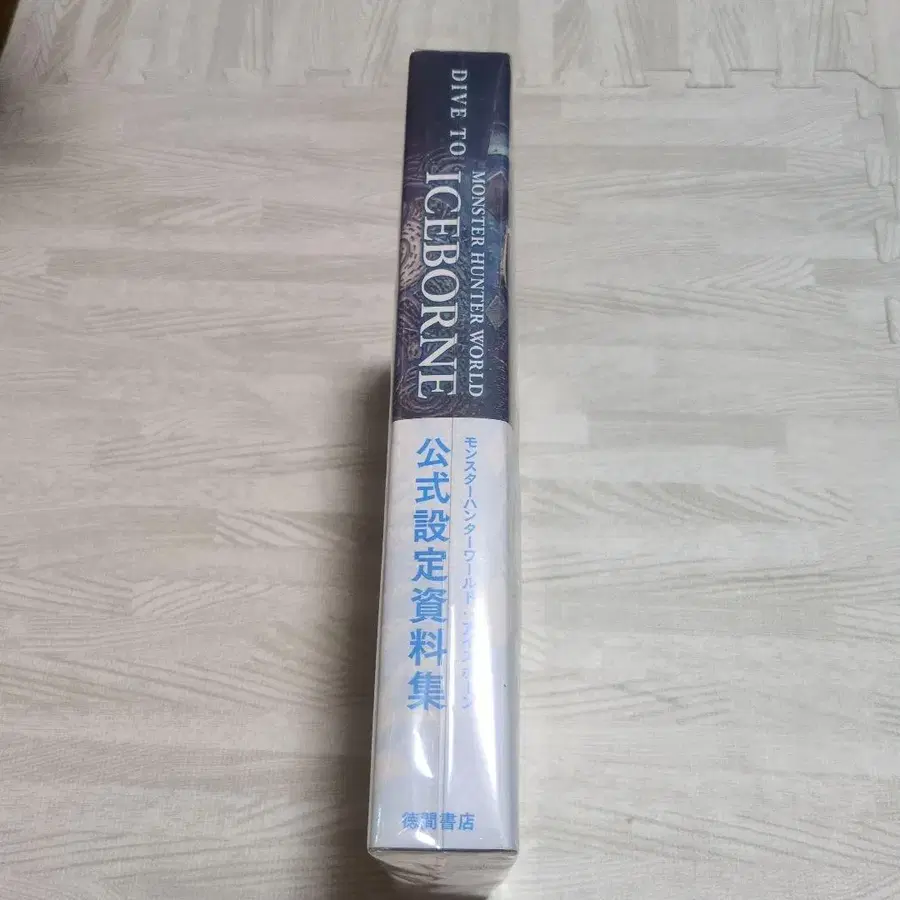 DIVE TO
MONSTER HUNTER WORLD
ICEBORNE
モンスターハンターワールド：アイスボーン
公式設定資料集
徳間書店